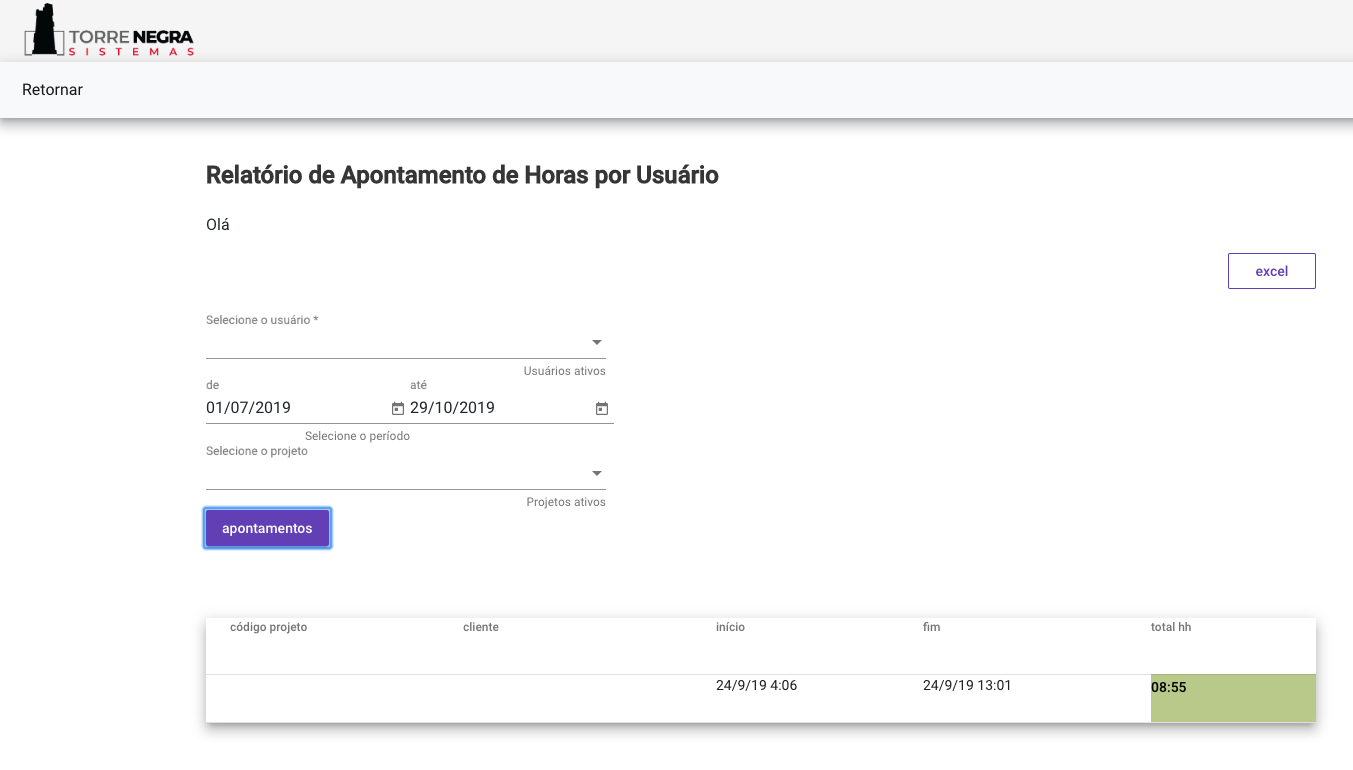 TORRE NEGRA
SISTEMAS
Retornar
Relatório de Apontamento de Horas por Usuário
Olá
excel
Selecione o usuário *
Usuários ativos
de até
01/07/2019 29/10/2019
Selecione o período
Selecione o projeto
Projetos ativos
apontamentos
código projeto cliente início fim total hh
24/9/19 4:06 24/9/19 13:01 08:55